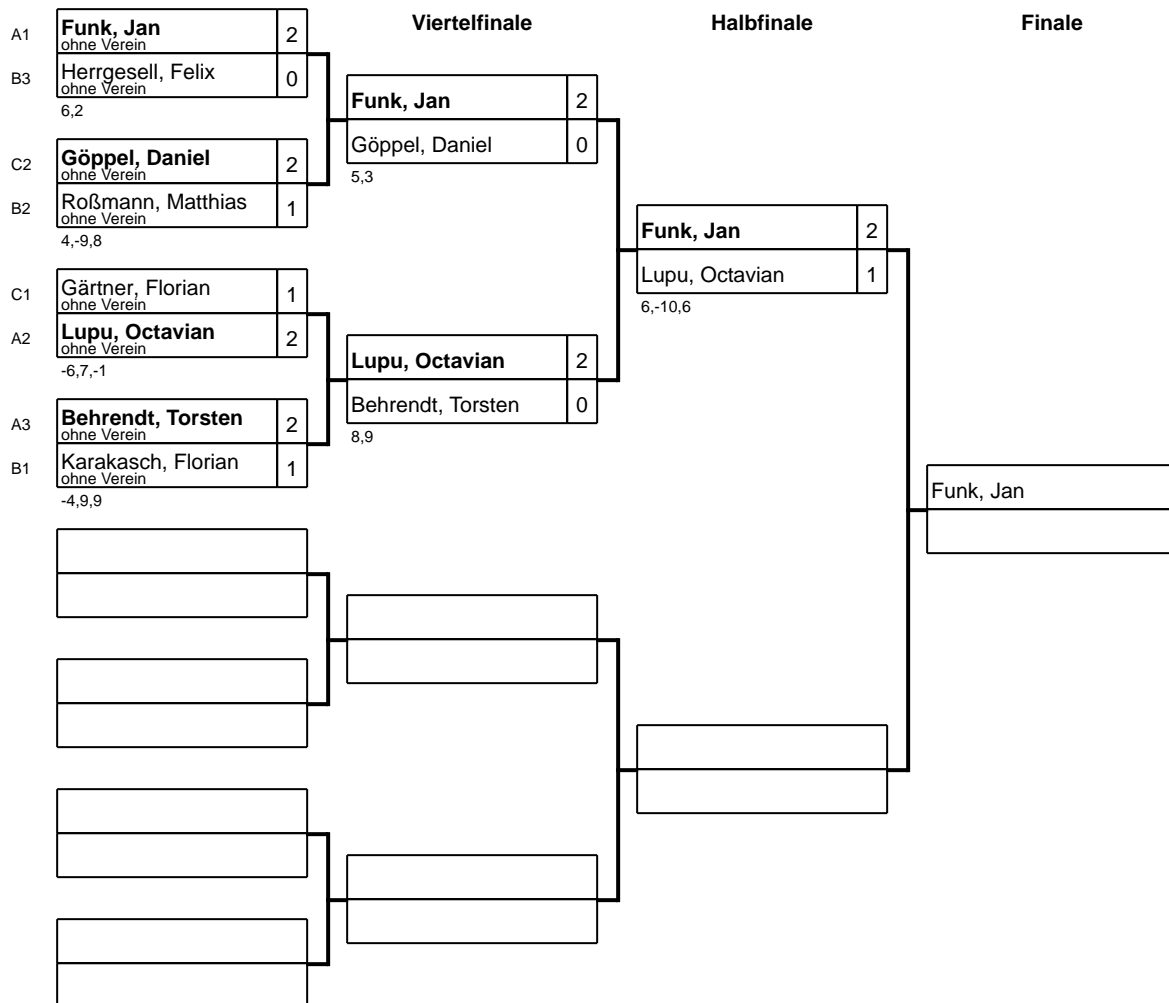 Viertelfinale
Halbfinale
Finale
A1
Funk, Jan
2
ohne Verein
B3
Herrgesell, Felix
0
ohne Verein
6,2
C2
Göppel, Daniel
2
ohne Verein
B2
Roßmann, Matthias
1
ohne Verein
4,-9,8
C1
Gärtner, Florian
1
ohne Verein
A2
Lupu, Octavian
2
ohne Verein
-6,7,-1
A3
Behrendt, Torsten
2
ohne Verein
B1
Karakasch, Florian
1
ohne Verein
-4,9,9
Funk, Jan
2
Göppel, Daniel
0
5,3
Lupu, Octavian
2
Behrendt, Torsten
0
8,9
Funk, Jan
2
Lupu, Octavian
1
6,-10,6
Funk, Jan